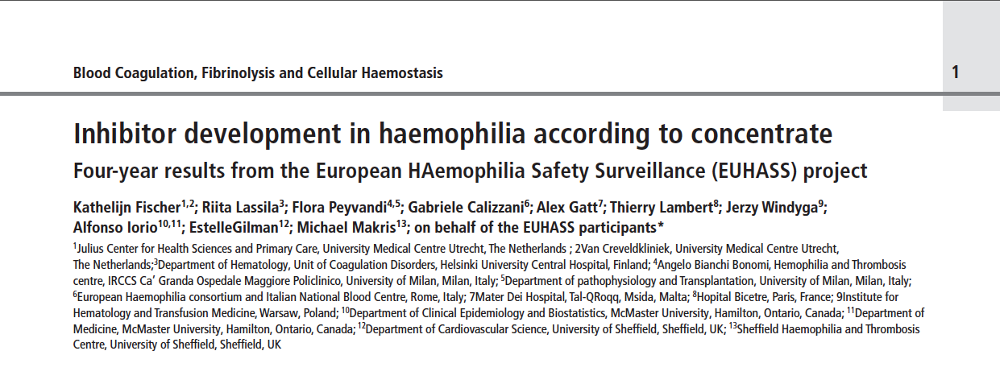 Blood Coagulation, Fibrinolysis and Cellular Haemostasis
1
Inhibitor development in haemophilia according to concentrate
Four-year results from the European HAemophilia Safety Surveillance (EUHASS) project
Kathelijn Fischer1,2; Riita Lassila3; Flora Peyvandi4,5; Gabriele Calizzani6; Alex Gatt7; Thierry Lambert8; Jerzy Windyga9;
Alfonso Iorio10,11; EstelleGilman12; Michael Makris13; on behalf of the EUHASS participants*
1Julius Center for Health Sciences and Primary Care, University Medical Centre Utrecht, The Netherlands ; 2Van Creveldkliniek, University Medical Centre Utrecht,
The Netherlands;3Department of Hematology, Unit of Coagulation Disorders, Helsinki University Central Hospital, Finland; 4Angelo Bianchi Bonomi, Hemophilia and Thrombosis
centre, IRCCS Ca’ Granda Ospedale Maggiore Policlinico, University of Milan, Milan, Italy; 5Department of pathophysiology and Transplantation, University of Milan, Milan, Italy;
6European Haemophilia consortium and Italian National Blood Centre, Rome, Italy; 7Mater Dei Hospital, Tal-QRoqq, Msida, Malta; 8Hopital Bicetre, Paris, France; 9Institute for
Hematology and Transfusion Medicine, Warsaw, Poland; 10Department of Clinical Epidemiology and Biostatistics, McMaster University, Hamilton, Ontario, Canada; 11Department of
Medicine, McMaster University, Hamilton, Ontario, Canada; 12Department of Cardiovascular Science, University of Sheffield, Sheffield, UK; 13Sheffield Haemophilia and Thrombosis
Centre, University of Sheffield, Sheffield, UK